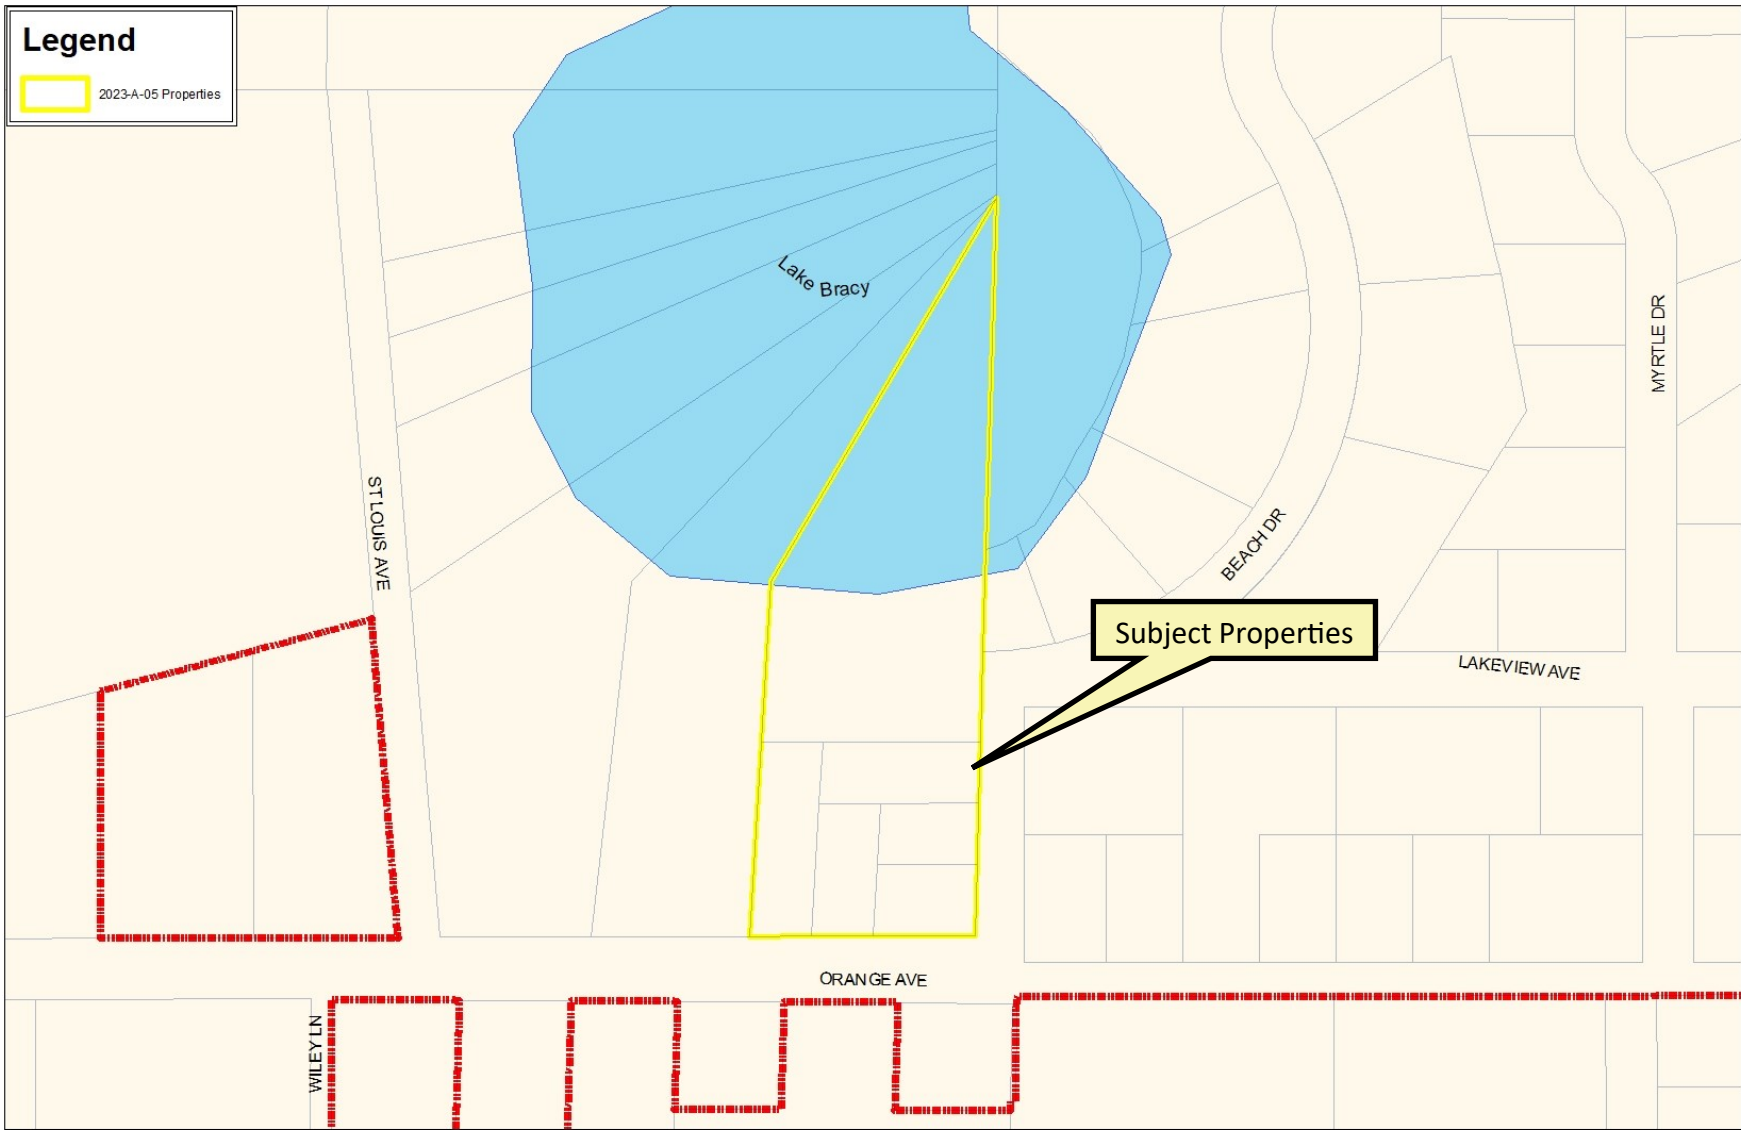 Legend
2023-A-05 Properties
Lake Bracy
MYRTLE DR
ST LOUIS AVE
BEACH DR
Subject Properties
LAKEVIEW AVE
ORANGE AVE
WILEY LN